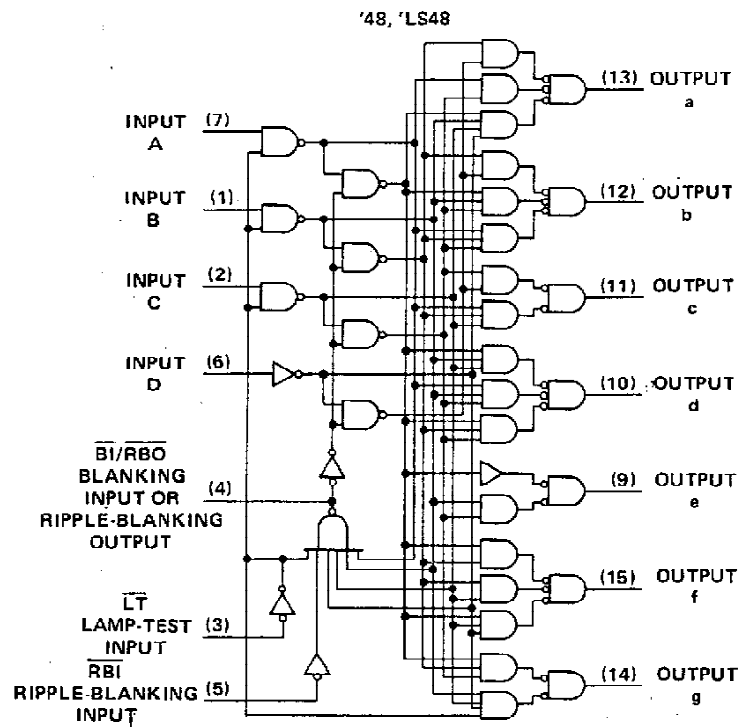 '48, 'LS48
INPUT A (7)
INPUT B (1)
INPUT C (2)
INPUT D (6)
BI/RBO
BLANKING
INPUT OR (4)
RIPPLE-BLANKING
OUTPUT
LT
LAMP-TEST (3)
INPUT
RBI
RIPPLE-BLANKING (5)
INPUT
(13) OUTPUT a
(12) OUTPUT b
(11) OUTPUT c
(10) OUTPUT d
(9) OUTPUT e
(15) OUTPUT f
(14) OUTPUT g